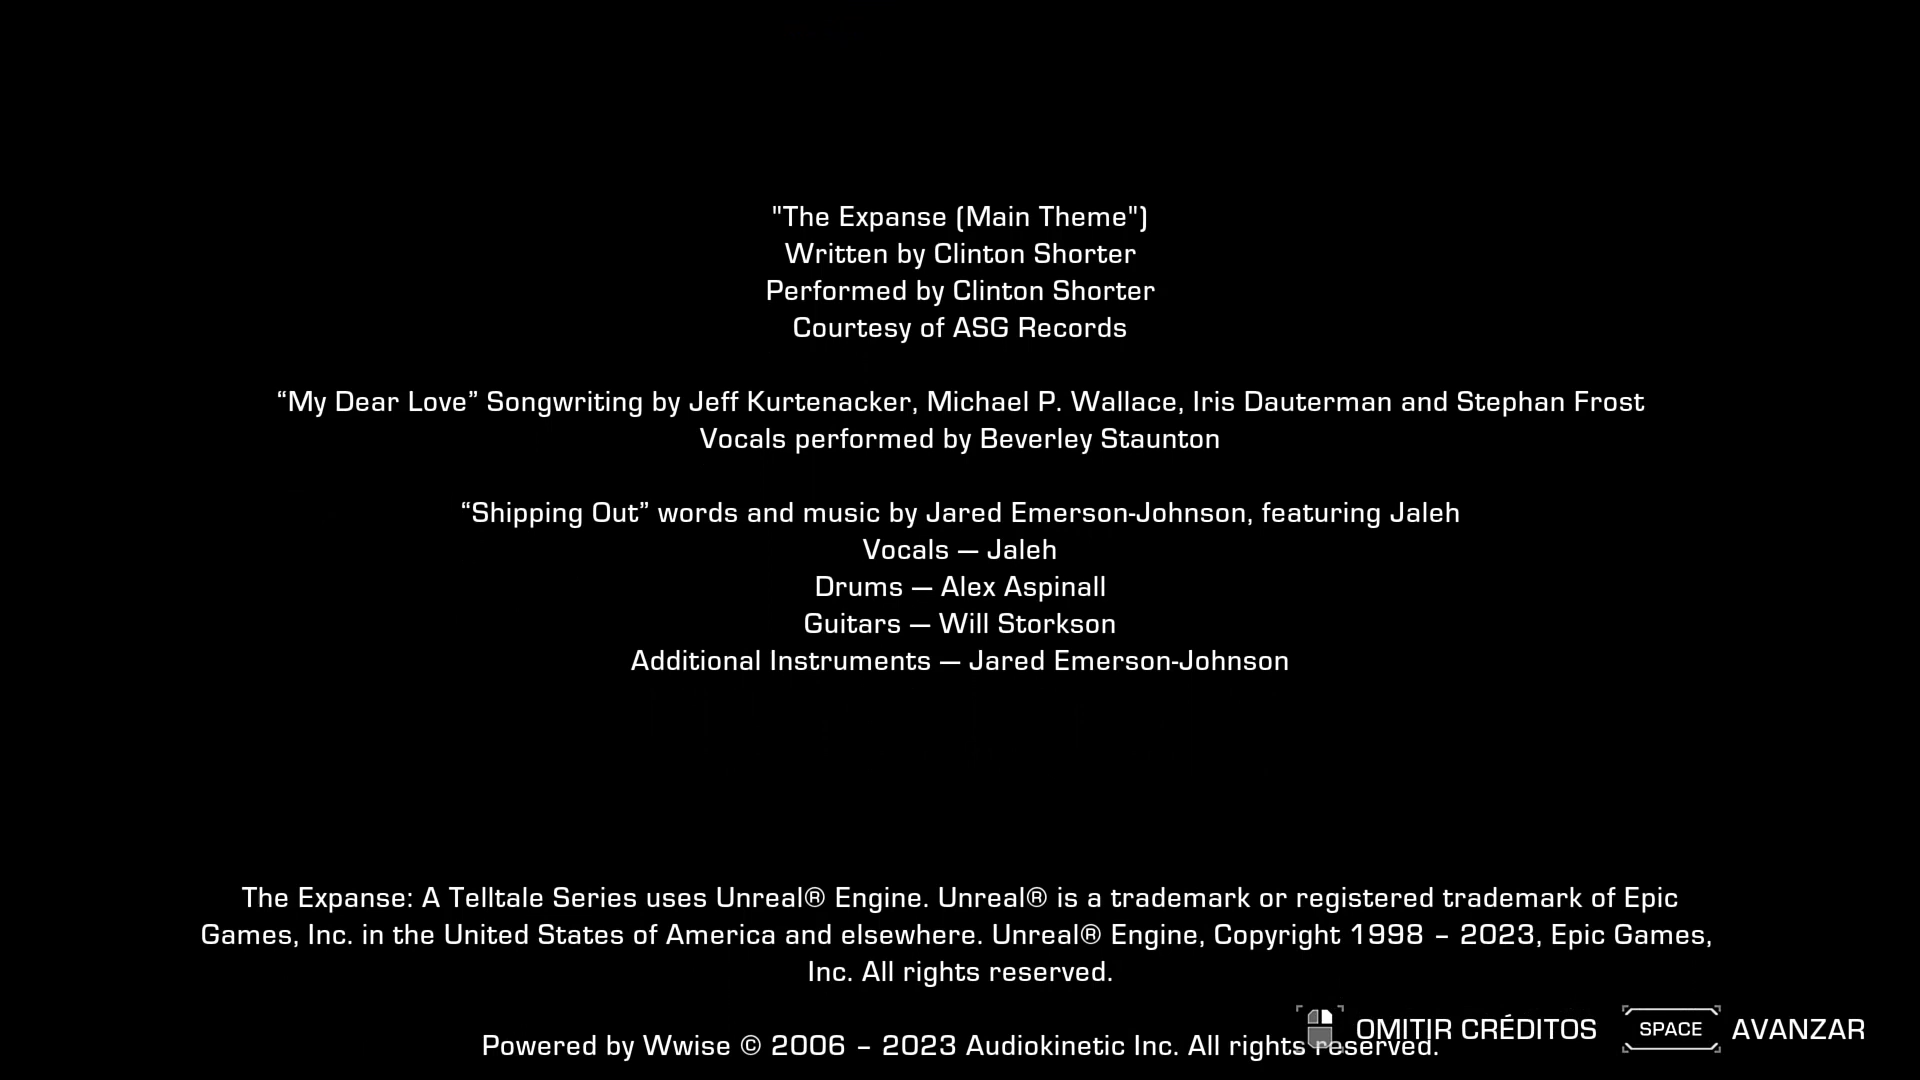 "The Expanse (Main Theme")
Written by Clinton Shorter
Performed by Clinton Shorter
Courtesy of ASG Records
“My Dear Love” Songwriting by Jeff Kurtenacker, Michael P. Wallace, Iris Dauterman and Stephan Frost
Vocals performed by Beverley Staunton
“Shipping Out” words and music by Jared Emerson-Johnson, featuring Jaleh
Vocals — Jaleh
Drums — Alex Aspinall
Guitars — Will Storkson
Additional Instruments — Jared Emerson-Johnson
The Expanse: A Telltale Series uses Unreal® Engine. Unreal® is a trademark or registered trademark of Epic
Games, Inc. in the United States of America and elsewhere. Unreal® Engine, Copyright 1998 – 2023, Epic Games,
Inc. All rights reserved.
Powered by Wwise © 2006 – 2023 Audiokinetic Inc. All rights reserved.
OMITIR CRÉDITOS SPACE AVANZAR